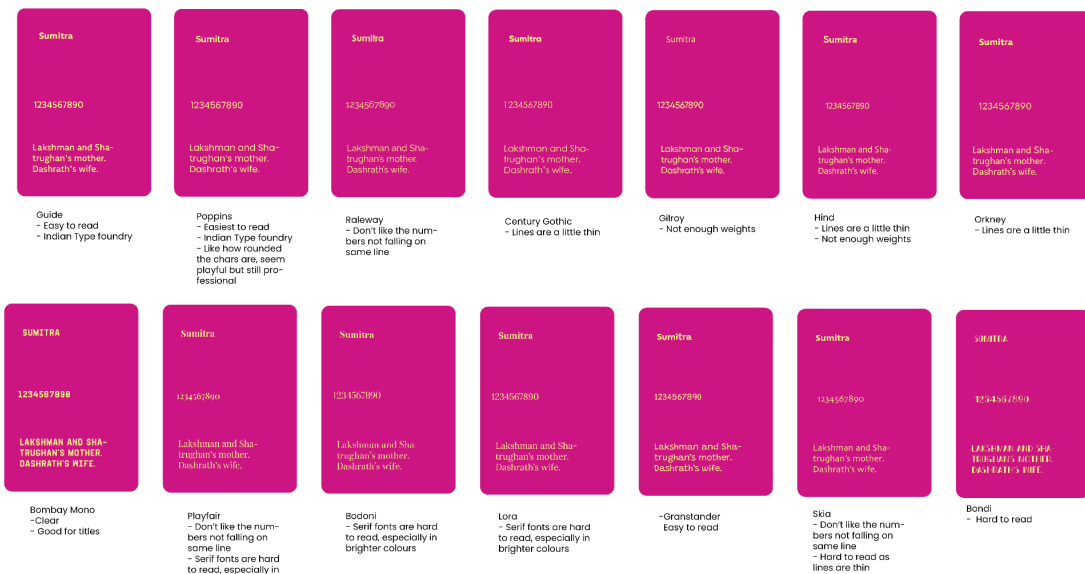 Sumitra
1234567890
Lakshman and Sha-
trughan's mother.
Dashrath's wife.
Guide
- Easy to read
- Indian Type foundry
Sumitra
1234567890
Lakshman and Sha-
trughan's mother.
Dashrath's wife.
Poppins
- Easiest to read
- Indian Type foundry
- Like how rounded
the chars are, seem
playful but still pro-
fessional
Sumitra
1234567890
Lakshman and Sha-
trughan's mother.
Dashrath's wife.
Raleway
- Don't like the num-
bers not falling on
same line
Sumitra
1234567890
Lakshman and Sha-
trughan's mother.
Dashrath's wife.
Century Gothic
- Lines are a little thin
Sumitra
1234567890
Lakshman and Sha-
trughan's mother.
Dashrath's wife.
Gilroy
- Not enough weights
Sumitra
1234567890
Lakshman and Sha-
trughan's mother.
Dashrath's wife.
Hind
- Lines are a little thin
- Not enough weights
Sumitra
1234567890
Lakshman and Sha-
trughan's mother.
Dashrath's wife.
Orkney
- Lines are a little thin
SUMITRA
1234567890
LAKSHMAN AND SHA-
TRUGHAN'S MOTHER.
DASHRATH'S WIFE.
Bombay Mono
-Clear
- Good for titles
Sumitra
1234567890
Lakshman and Sha-
trughan's mother.
Dashrath's wife.
Playfair
- Don't like the num-
bers not falling on
same line
- Serif fonts are hard
to read, especially in
Sumitra
1234567890
Lakshman and Sha-
trughan's mother.
Dashrath's wife.
Bodoni
- Serif fonts are hard
to read, especially in
brighter colours
Sumitra
1234567890
Lakshman and Sha-
trughan's mother.
Dashrath's wife.
Lora
- Serif fonts are hard
to read, especially in
brighter colours
Sumitra
1234567890
Lakshman and Sha-
trughan's mother.
Dashrath's wife.
-Granstander
Easy to read
Sumitra
1234567890
Lakshman and Sha-
trughan's mother.
Dashrath's wife.
Skia
- Don't like the num-
bers not falling on
same line
- Hard to read as
lines are thin
SUMITRA
1234567890
LAKSHMAN AND SHA
TRUGHAN'S MOTHER.
DASHRATH'S WIFE.
Bondi
- Hard to read